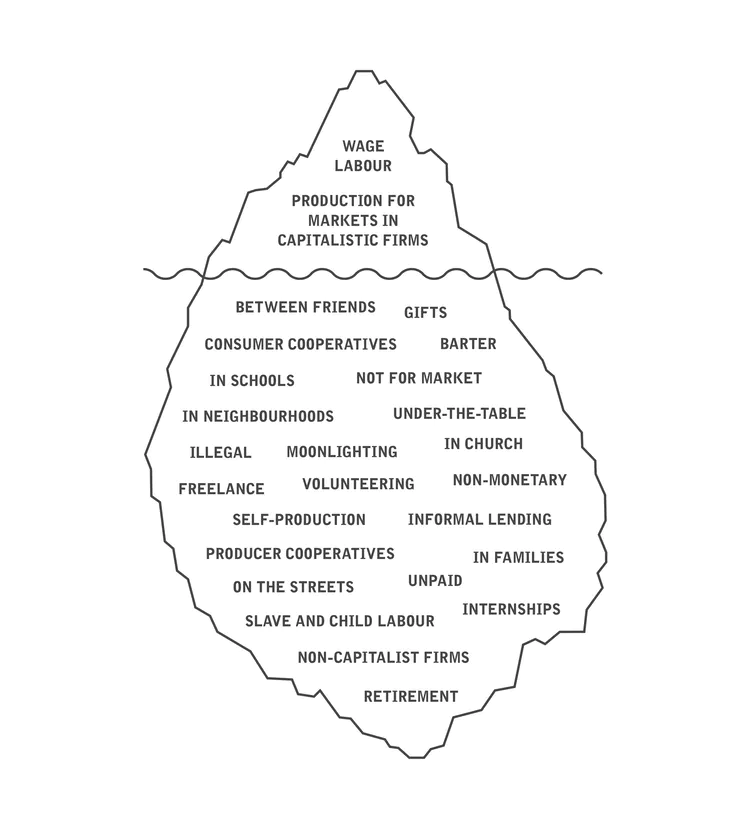 WAGE
LABOUR
PRODUCTION FOR
MARKETS IN
CAPITALISTIC FIRMS
BETWEEN FRIENDS
GIFTS
CONSUMER COOPERATIVES
BARTER
IN SCHOOLS
NOT FOR MARKET
IN NEIGHBOURHOODS
UNDER-THE-TABLE
ILLEGAL
MOONLIGHTING
IN CHURCH
FREELANCE
VOLUNTEERING
NON-MONETARY
SELF-PRODUCTION
INFORMAL LENDING
PRODUCER COOPERATIVES
IN FAMILIES
ON THE STREETS
UNPAID
SLAVE AND CHILD LABOUR
INTERNSHIPS
NON-CAPITALIST FIRMS
RETIREMENT